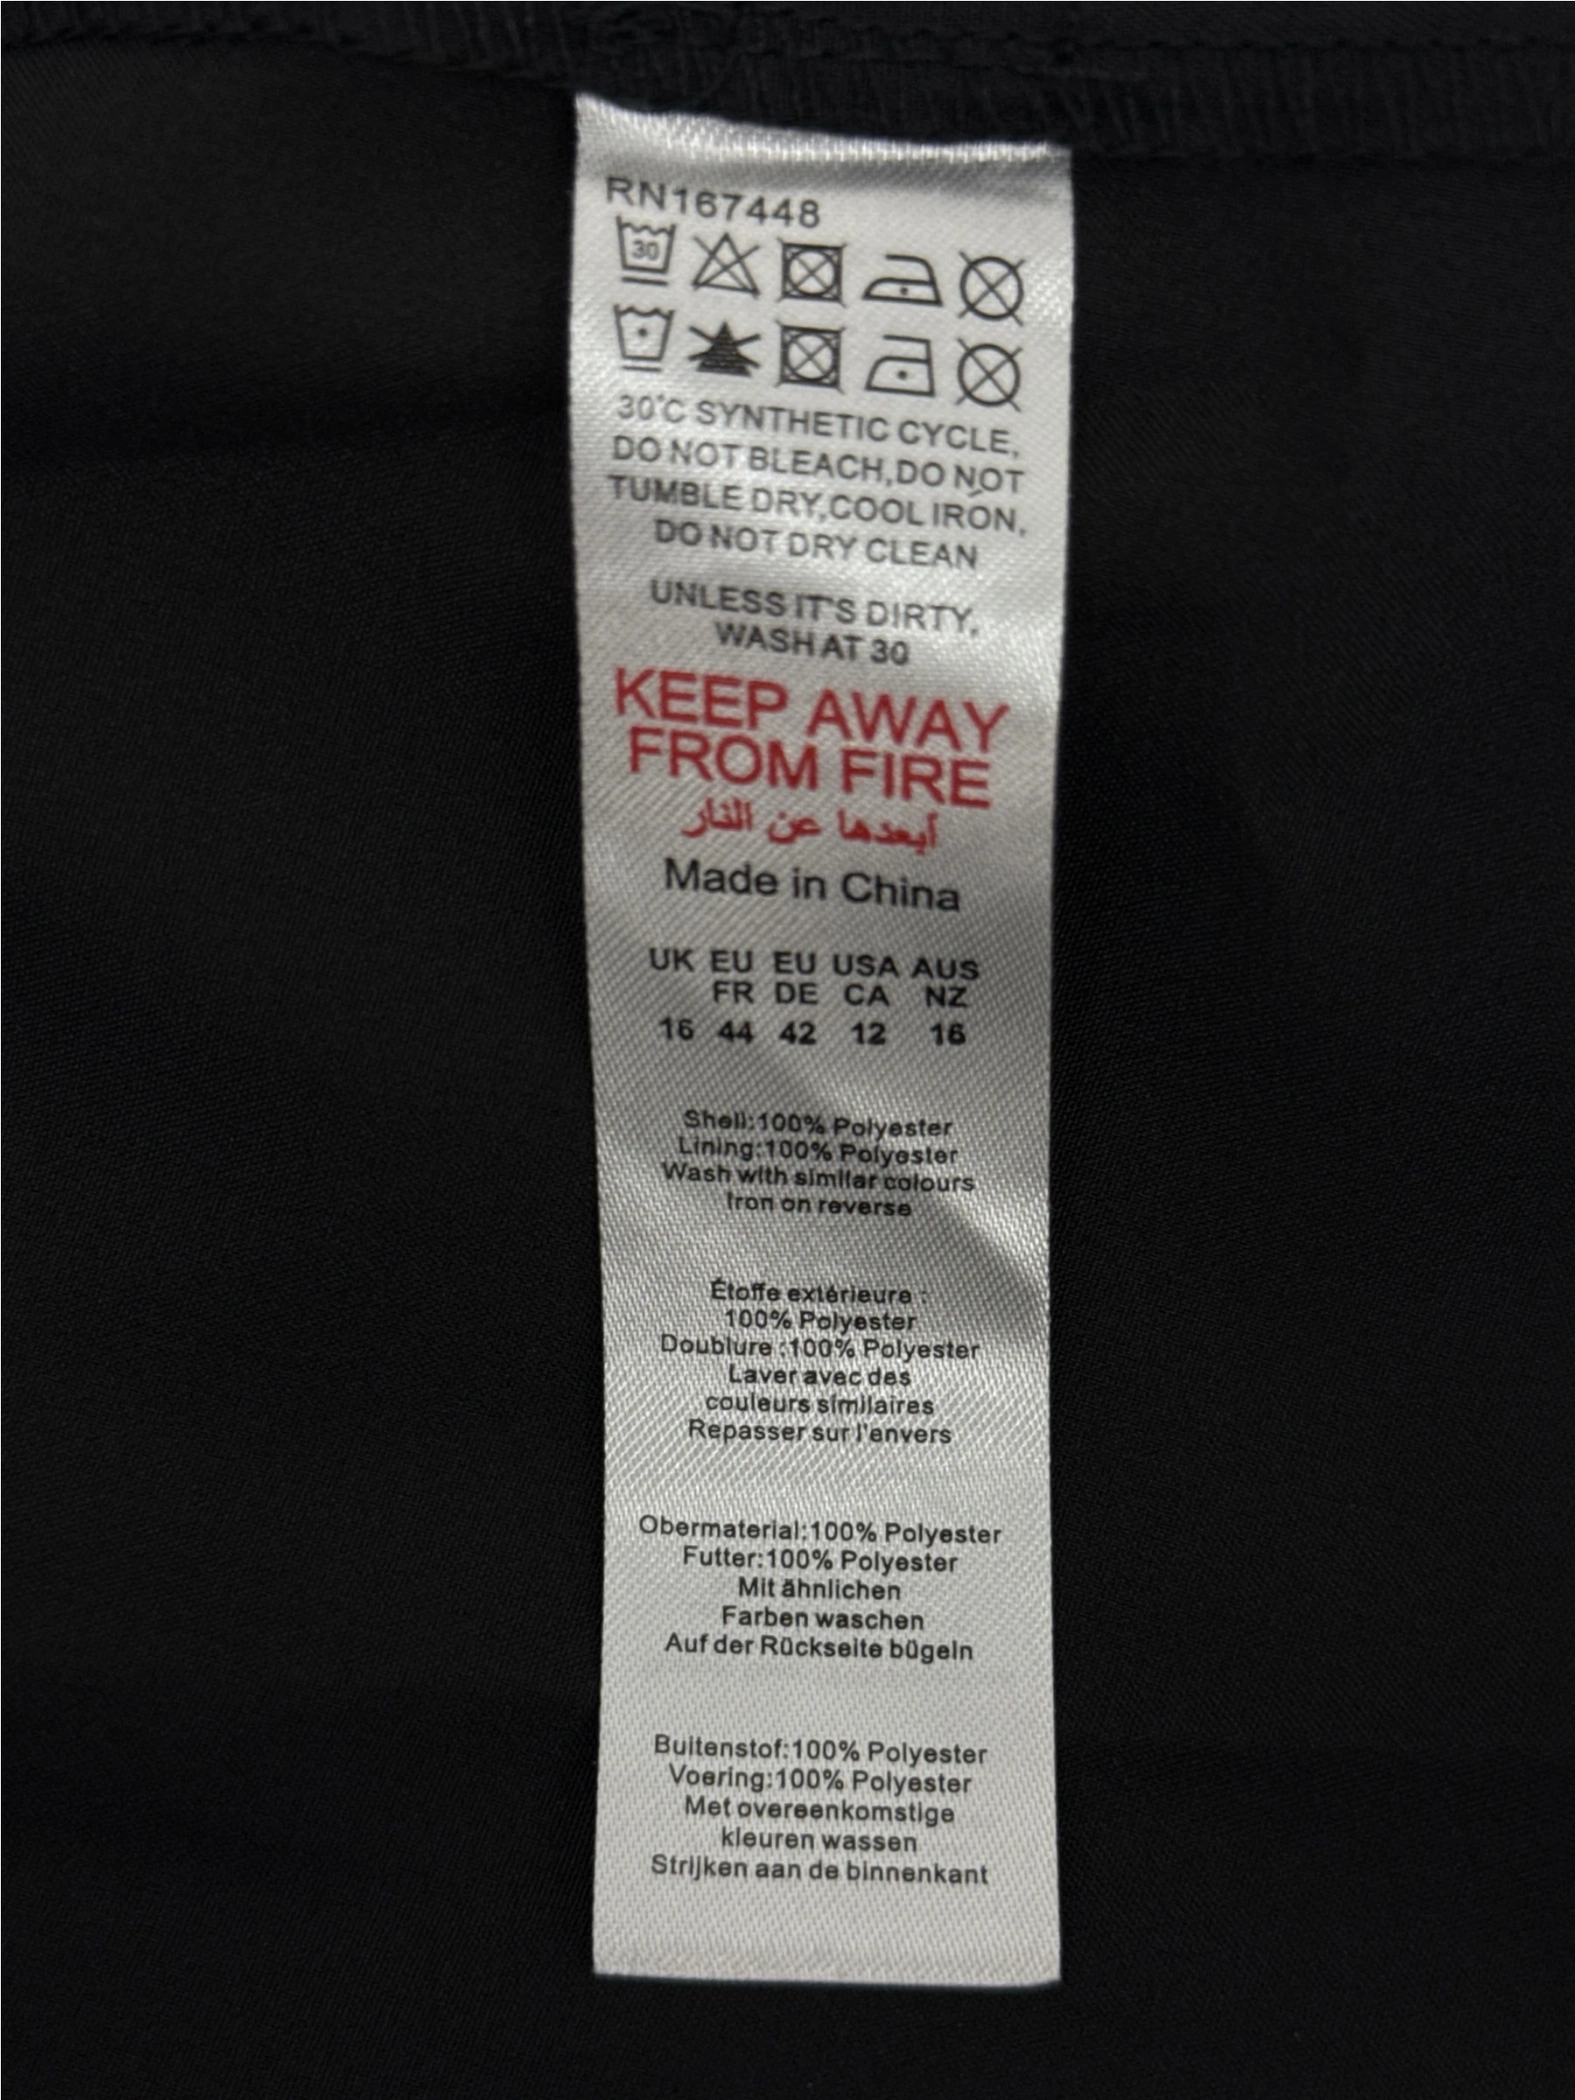 RN167448
30
30°C SYNTHETIC CYCLE,
DO NOT BLEACH,DO NOT
TUMBLE DRY,COOL IRON,
DO NOT DRY CLEAN
UNLESS IT'S DIRTY,
WASH AT 30
KEEP AWAY
FROM FIRE
أبعدها عن النار
Made in China
UK EU EU USA AUS
FR DE CA NZ
16 44 42 12 16
Shell:100% Polyester
Lining:100% Polyester
Wash with similar colours
Iron on reverse
Étoffe extérieure :
100% Polyester
Doublure :100% Polyester
Laver avec des
couleurs similaires
Repasser sur l'envers
Obermaterial:100% Polyester
Futter:100% Polyester
Mit ähnlichen
Farben waschen
Auf der Rückseite bügeln
Buitenstof:100% Polyester
Voering:100% Polyester
Met overeenkomstige
kleuren wassen
Strijken aan de binnenkant